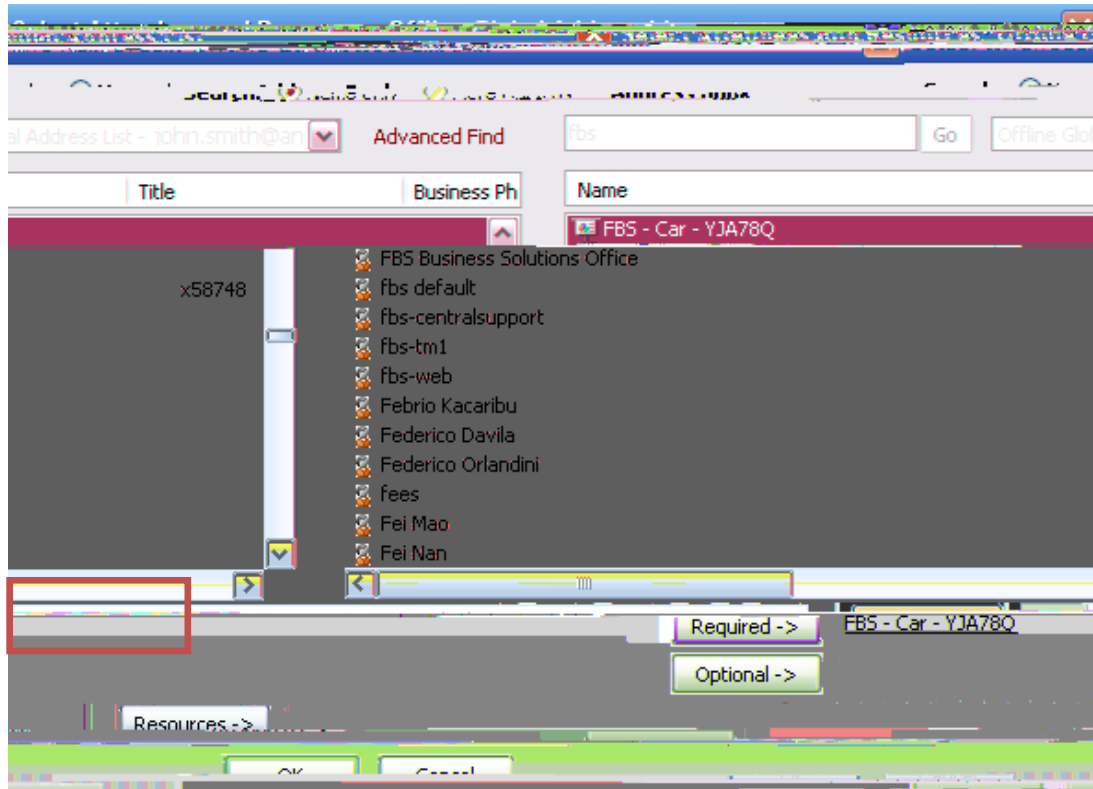 al Address List - john.smith@an Advanced Find fbs Go Offline Glo
Title Business Ph Name
FBS - Car - YJA78Q
FBS Business Solutions Office
x58748 fbs default
fbs-centralsupport
fbs-tm1
fbs-web
Febrio Kacaribu
Federico Davila
Federico Orlandini
fees
Fei Mao
Fei Nan
Required -> FBS - Car - YJA78Q
Optional ->
Resources ->
OK Cancel